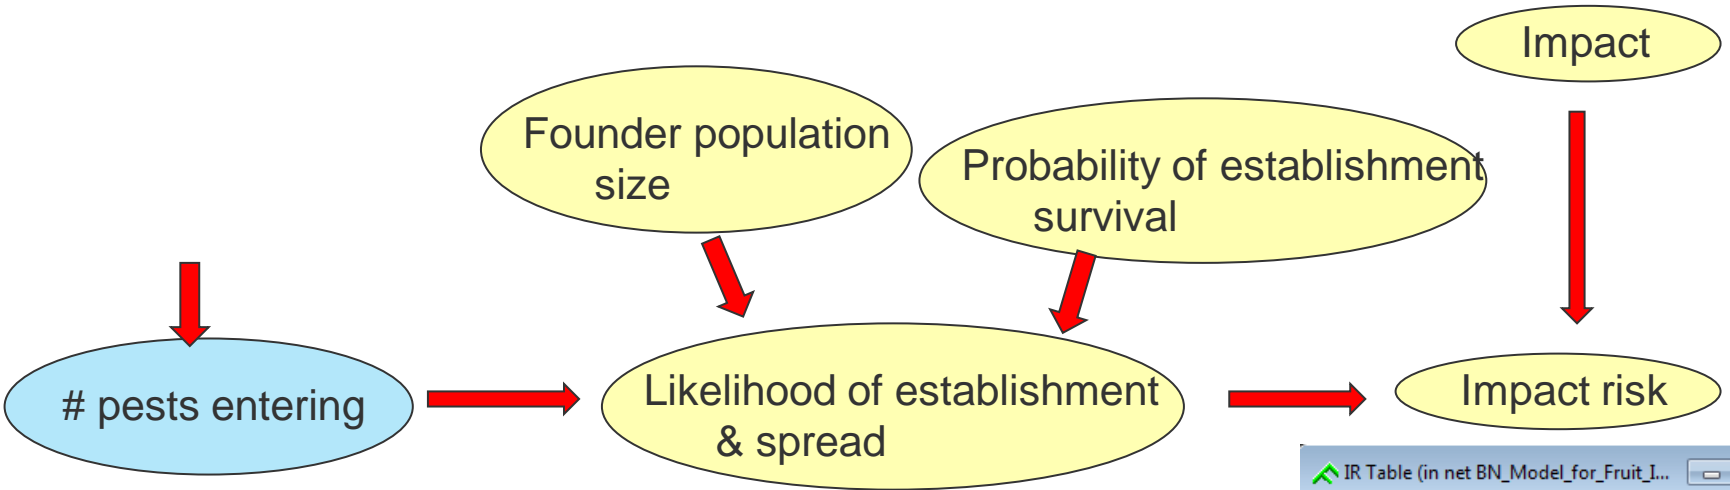 Impact
Founder population
size
Probability of establishment
survival
# pests entering
Likelihood of establishment
& spread
Impact risk
IR Table (in net BN_Model_for_Fruit_I...